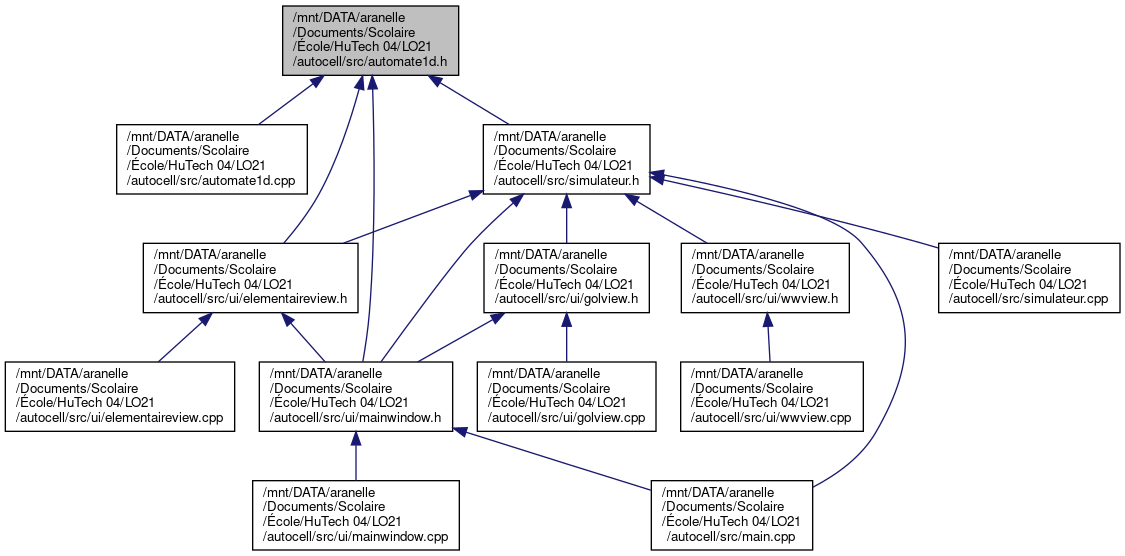 /mnt/DATA/aranelle
/Documents/Scolaire
/École/HuTech 04/LO21
/autocell/src/automate1d.h
/mnt/DATA/aranelle
/Documents/Scolaire
/École/HuTech 04/LO21
/autocell/src/automate1d.cpp
/mnt/DATA/aranelle
/Documents/Scolaire
/École/HuTech 04/LO21
/autocell/src/simulateur.h
/mnt/DATA/aranelle
/Documents/Scolaire
/École/HuTech 04/LO21
/autocell/src/ui/elementaireview.h
/mnt/DATA/aranelle
/Documents/Scolaire
/École/HuTech 04/LO21
/autocell/src/ui/golview.h
/mnt/DATA/aranelle
/Documents/Scolaire
/École/HuTech 04/LO21
/autocell/src/ui/wwview.h
/mnt/DATA/aranelle
/Documents/Scolaire
/École/HuTech 04/LO21
/autocell/src/simulateur.cpp
/mnt/DATA/aranelle
/Documents/Scolaire
/École/HuTech 04/LO21
/autocell/src/ui/elementaireview.cpp
/mnt/DATA/aranelle
/Documents/Scolaire
/École/HuTech 04/LO21
/autocell/src/ui/mainwindow.h
/mnt/DATA/aranelle
/Documents/Scolaire
/École/HuTech 04/LO21
/autocell/src/ui/golview.cpp
/mnt/DATA/aranelle
/Documents/Scolaire
/École/HuTech 04/LO21
/autocell/src/ui/wwview.cpp
/mnt/DATA/aranelle
/Documents/Scolaire
/École/HuTech 04/LO21
/autocell/src/ui/mainwindow.cpp
/mnt/DATA/aranelle
/Documents/Scolaire
/École/HuTech 04/LO21
/autocell/src/main.cpp